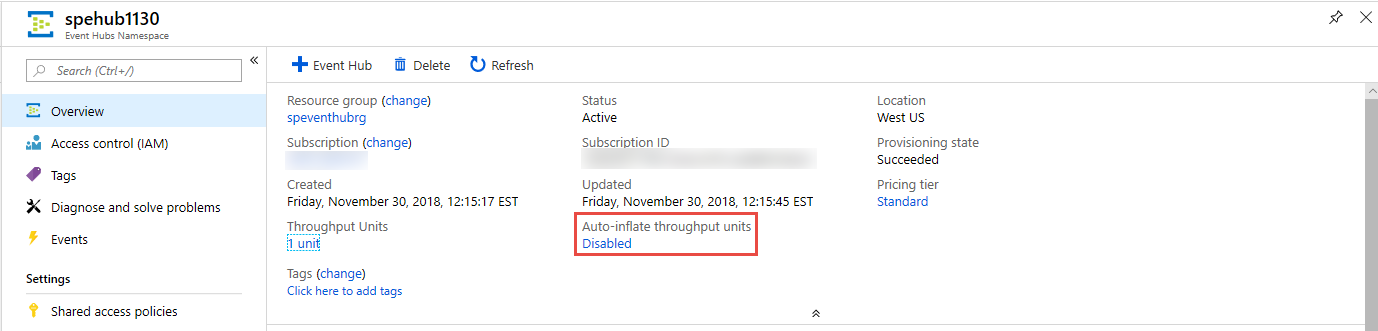 spehub1130
Event Hubs Namespace
Search (Ctrl+/)
Overview
Access control (IAM)
Tags
Diagnose and solve problems
Events
Settings
Shared access policies
Event Hub
Delete
Refresh
Resource group (change)
speventhubrg
Status
Active
Location
West US
Subscription (change)
Subscription ID
Provisioning state
Succeeded
Created
Friday, November 30, 2018, 12:15:17 EST
Updated
Friday, November 30, 2018, 12:15:45 EST
Pricing tier
Standard
Throughput Units
1 unit
Auto-inflate throughput units
Disabled
Tags (change)
Click here to add tags